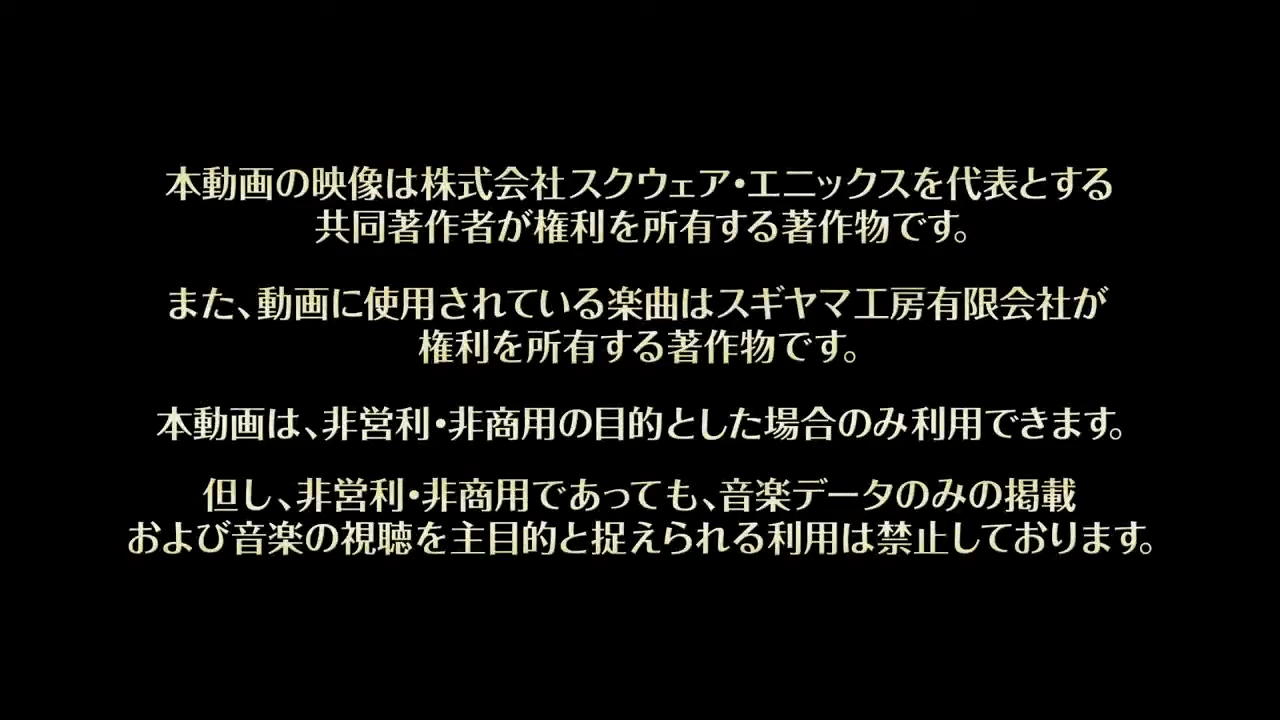 本動画の映像は株式会社スクウェア・エニックスを代表とする
共同著作者が権利を所有する著作物です。
また、動画に使用されている楽曲はスギヤマ工房有限会社が
権利を所有する著作物です。
本動画は、非営利・非商用の目的とした場合のみ利用できます。
但し、非営利・非商用であっても、音楽データのみの掲載
および音楽の視聴を主目的と捉えられる利用は禁止しております。